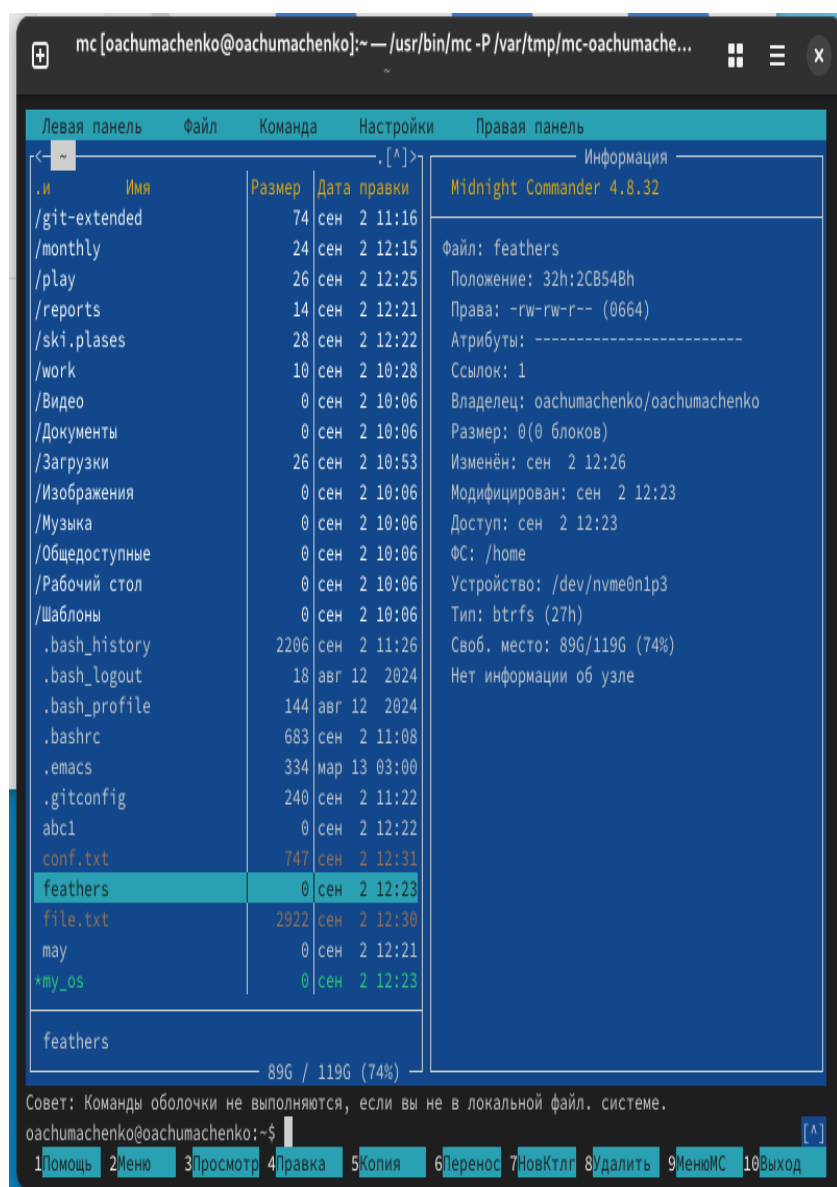 mc [oachumachenko@oachumachenko]:~ — /usr/bin/mc -P /var/tmp/mc-oachumache...
~
Левая панель Файл Команда Настройки Правая панель
<- ~ .[^]>
.и Имя Размер Дата правки
/git-extended 74 сен 2 11:16
/monthly 24 сен 2 12:15
/play 26 сен 2 12:25
/reports 14 сен 2 12:21
/ski.plases 28 сен 2 12:22
/work 10 сен 2 10:28
/Видео 0 сен 2 10:06
/Документы 0 сен 2 10:06
/Загрузки 26 сен 2 10:53
/Изображения 0 сен 2 10:06
/Музыка 0 сен 2 10:06
/Общедоступные 0 сен 2 10:06
/Рабочий стол 0 сен 2 10:06
/Шаблоны 0 сен 2 10:06
.bash_history 2206 сен 2 11:26
.bash_logout 18 авг 12 2024
.bash_profile 144 авг 12 2024
.bashrc 683 сен 2 11:08
.emacs 334 мар 13 03:00
.gitconfig 240 сен 2 11:22
abc1 0 сен 2 12:22
conf.txt 747 сен 2 12:31
feathers 0 сен 2 12:23
file.txt 2922 сен 2 12:30
may 0 сен 2 12:21
*my_os 0 сен 2 12:23
feathers
89G / 119G (74%)
Информация
Midnight Commander 4.8.32
Файл: feathers
Положение: 32h:2CB54Bh
Права: -rw-rw-r-- (0664)
Атрибуты: -------------------------
Ссылок: 1
Владелец: oachumachenko/oachumachenko
Размер: 0(0 блоков)
Изменён: сен 2 12:26
Модифицирован: сен 2 12:23
Доступ: сен 2 12:23
ФС: /home
Устройство: /dev/nvme0n1p3
Тип: btrfs (27h)
Своб. место: 89G/119G (74%)
Нет информации об узле
Совет: Команды оболочки не выполняются, если вы не в локальной файл. системе.
oachumachenko@oachumachenko:~$ [^]
1Помощь 2Меню 3Просмотр 4Правка 5Копия 6Перенос 7НовКтлг 8Удалить 9МенюMC 10Выход